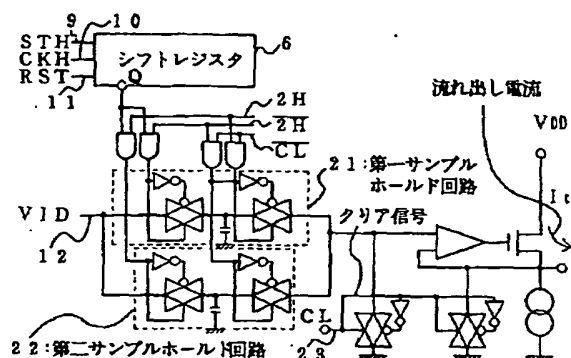 9
10
STH
CKH
RST
11
シフトレジスタ
Q
6
2H
2H
CL
流れ出し電流
VDD
It
21:第一サンプル
ホールド回路
クリア信号
VID
12
CL
23
22:第二サンプルホールド回路